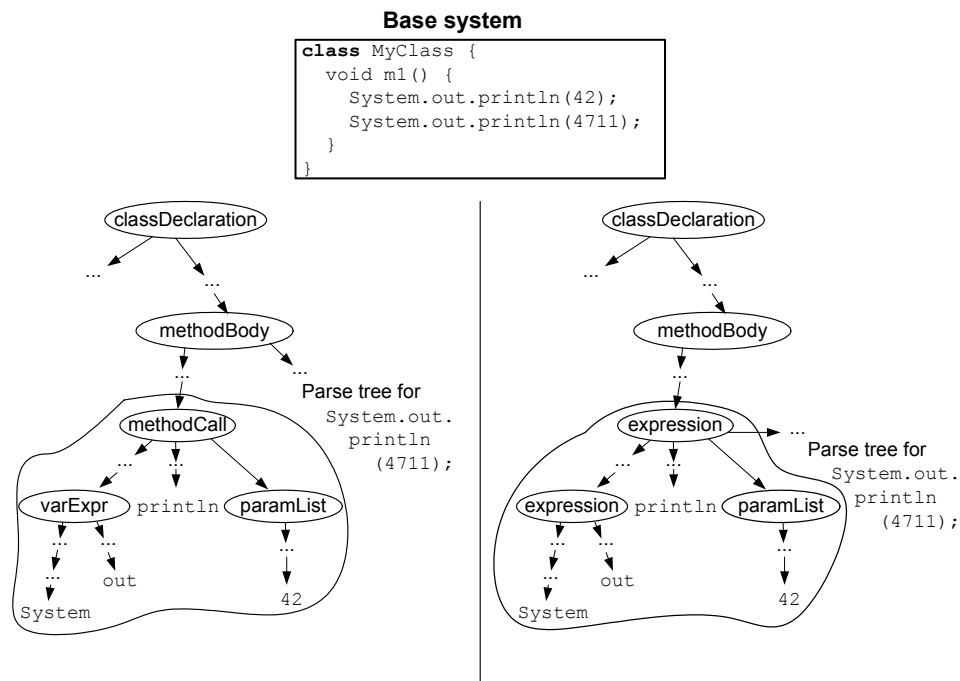 Base system
class MyClass {
void m1() {
System.out.println(42);
System.out.println(4711);
}
}
classDeclaration
...
...
methodBody
...
...
Parse tree for
System.out.
println
(4711);
methodCall
...
...
varExpr
println
paramList
...
...
...
...
out
System
42
classDeclaration
...
...
methodBody
...
expression
...
Parse tree for
System.out.
println
(4711);
...
...
expression
println
paramList
...
...
...
...
out
System
42